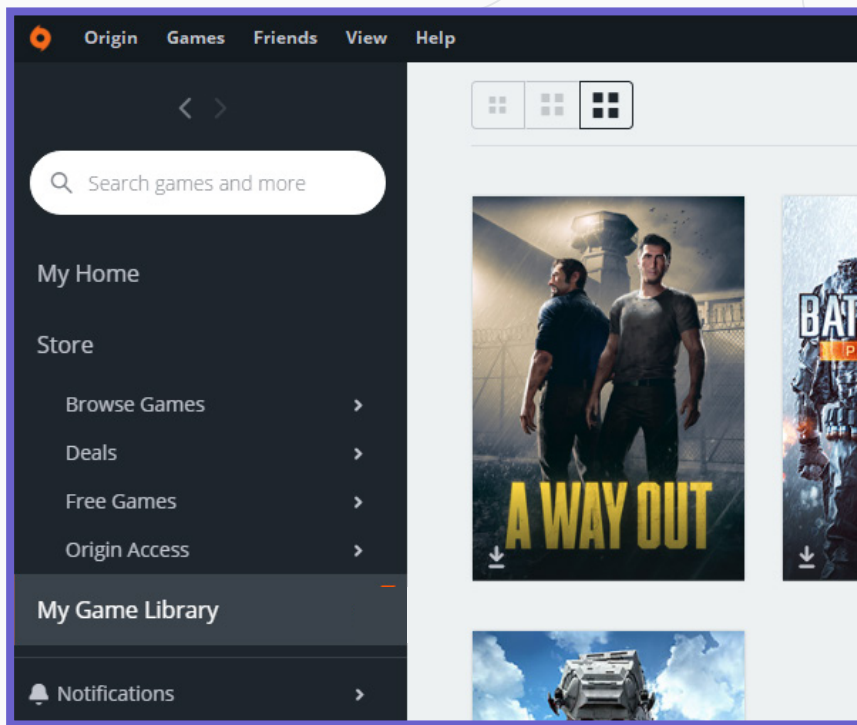 Origin Games Friends View Help
Search games and more
My Home
Store
Browse Games
Deals
Free Games
Origin Access
My Game Library
Notifications
A WAY OUT
BAT
P